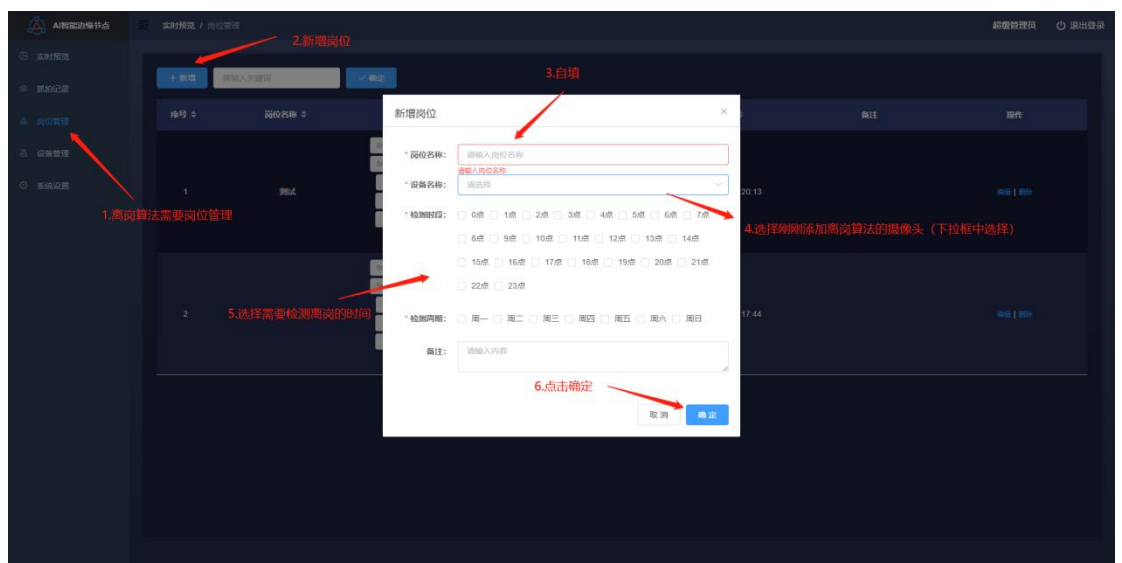 AI智能边缘节点
实时预览 / 岗位管理
超级管理员
退出登录
2.新增岗位
实时预览
抓拍记录
岗位管理
设备管理
系统设置
+ 新增
请输入关键词
确定
3.自填
序号
岗位名称
备注
操作
新增岗位
×
* 岗位名称:
请输入岗位名称
请输入岗位名称
* 设备名称:
请选择
1
测试
20:13
编辑 | 删除
1.离岗算法需要岗位管理
4.选择刚刚添加离岗算法的摄像头（下拉框中选择）
* 检测时段:
0点 1点 2点 3点 4点 5点 6点 7点
8点 9点 10点 11点 12点 13点 14点
15点 16点 17点 18点 19点 20点 21点
22点 23点
5.选择需要检测离岗的时间
2
17:44
编辑 | 删除
* 检测周期:
周一 周二 周三 周四 周五 周六 周日
备注:
请输入内容
6.点击确定
取消
确定